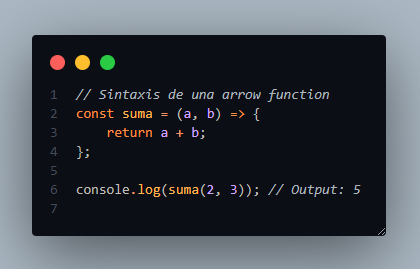 1 // Sintaxis de una arrow function
2 const suma = (a, b) => {
3     return a + b;
4 };
5
6 console.log(suma(2, 3)); // Output: 5
7